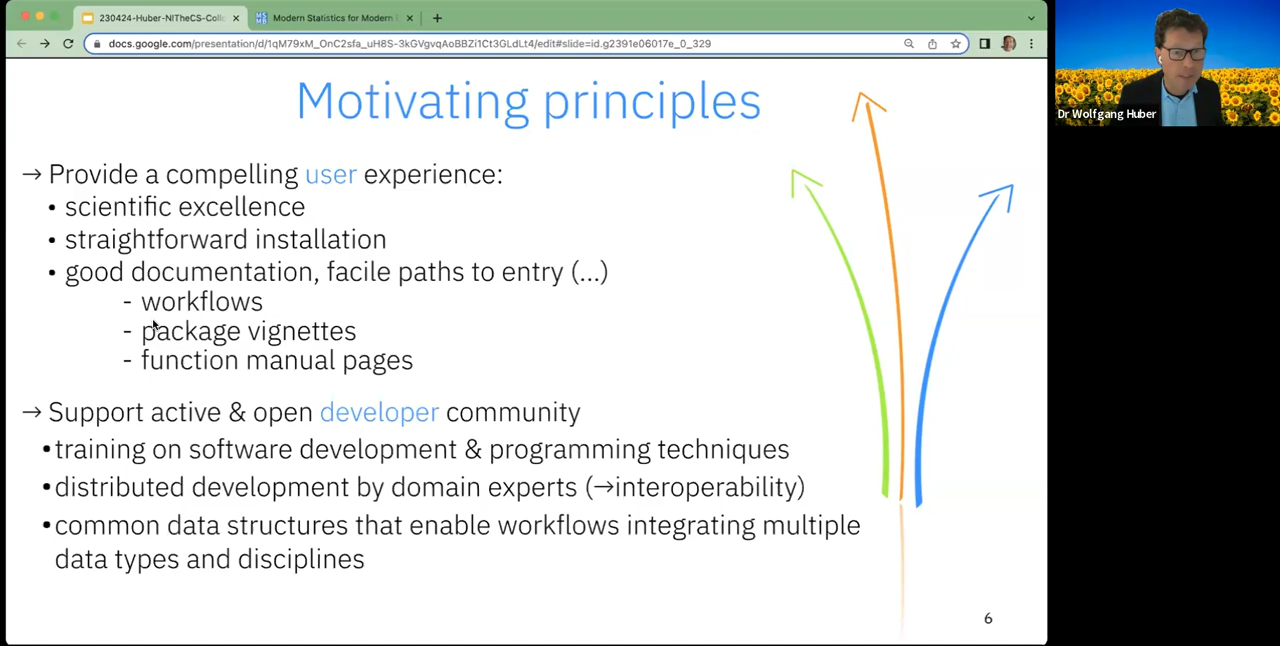 230424-Huber-NITheCS-Coll
Modern Statistics for Modern
docs.google.com/presentation/d/1qM79xM_OnC2sfa_uH8S-3kGVgvqAoBBZi1Ct3GLdLt4/edit#slide=id.g2391e06017e_0_329
Dr Wolfgang Huber
Motivating principles
→ Provide a compelling user experience:
• scientific excellence
• straightforward installation
• good documentation, facile paths to entry (...)
- workflows
- package vignettes
- function manual pages
→ Support active & open developer community
• training on software development & programming techniques
• distributed development by domain experts (→interoperability)
• common data structures that enable workflows integrating multiple
data types and disciplines
6